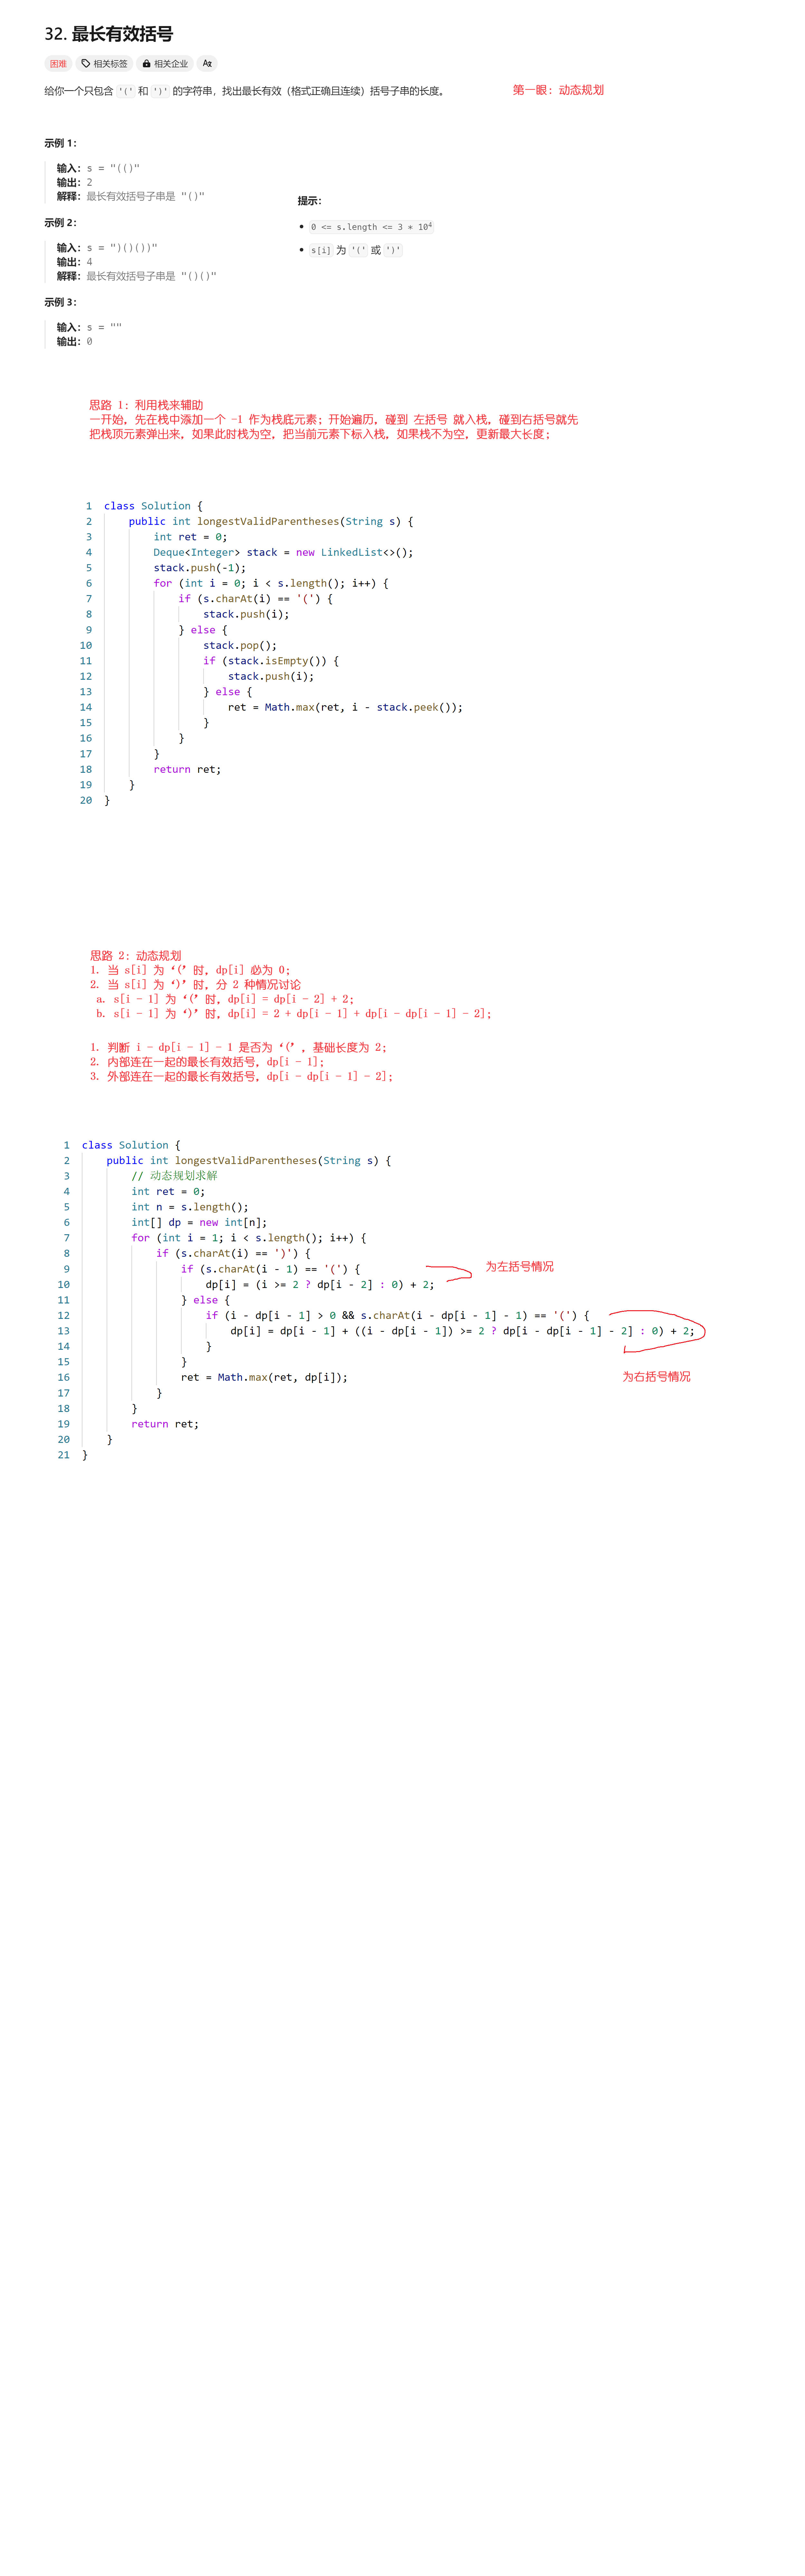 32. 最长有效括号
困难 相关标签 相关企业 Aあ
给你一个只包含 '(' 和 ')' 的字符串，找出最长有效（格式正确且连续）括号子串的长度。
第一眼：动态规划
示例 1：
输入：s = "(()"
输出：2
解释：最长有效括号子串是 "()"
示例 2：
输入：s = ")()())"
输出：4
解释：最长有效括号子串是 "()()"
示例 3：
输入：s = ""
输出：0
提示：
• 0 <= s.length <= 3 * 10⁴
• s[i] 为 '(' 或 ')'
思路 1：利用栈来辅助
一开始，先在栈中添加一个 -1 作为栈底元素；开始遍历，碰到 左括号 就入栈，碰到右括号就先
把栈顶元素弹出来，如果此时栈为空，把当前元素下标入栈，如果栈不为空，更新最大长度；
1 class Solution {
2     public int longestValidParentheses(String s) {
3         int ret = 0;
4         Deque<Integer> stack = new LinkedList<>();
5         stack.push(-1);
6         for (int i = 0; i < s.length(); i++) {
7             if (s.charAt(i) == '(') {
8                 stack.push(i);
9             } else {
10                 stack.pop();
11                 if (stack.isEmpty()) {
12                     stack.push(i);
13                 } else {
14                     ret = Math.max(ret, i - stack.peek());
15                 }
16             }
17         }
18         return ret;
19     }
20 }
思路 2：动态规划
1. 当 s[i] 为‘(’时，dp[i] 必为 0；
2. 当 s[i] 为‘)’时，分 2 种情况讨论
a. s[i - 1] 为‘(’时，dp[i] = dp[i - 2] + 2；
b. s[i - 1] 为‘)’时，dp[i] = 2 + dp[i - 1] + dp[i - dp[i - 1] - 2]；
1. 判断 i - dp[i - 1] - 1 是否为‘(’，基础长度为 2；
2. 内部连在一起的最长有效括号，dp[i - 1]；
3. 外部连在一起的最长有效括号，dp[i - dp[i - 1] - 2]；
1 class Solution {
2     public int longestValidParentheses(String s) {
3         // 动态规划求解
4         int ret = 0;
5         int n = s.length();
6         int[] dp = new int[n];
7         for (int i = 1; i < s.length(); i++) {
8             if (s.charAt(i) == ')') {
9                 if (s.charAt(i - 1) == '(') {
为左括号情况
10                     dp[i] = (i >= 2 ? dp[i - 2] : 0) + 2;
11                 } else {
12                     if (i - dp[i - 1] > 0 && s.charAt(i - dp[i - 1] - 1) == '(') {
13                         dp[i] = dp[i - 1] + ((i - dp[i - 1]) >= 2 ? dp[i - dp[i - 1] - 2] : 0) + 2;
14                     }
15                 }
16                 ret = Math.max(ret, dp[i]);
为右括号情况
17             }
18         }
19         return ret;
20     }
21 }